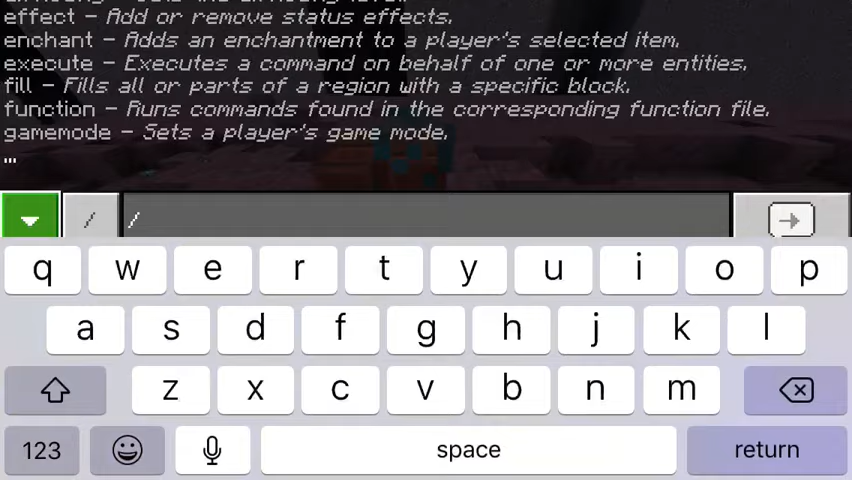 effect – Add or remove status effects.
enchant – Adds an enchantment to a player's selected item.
execute – Executes a command on behalf of one or more entities.
fill – Fills all or parts of a region with a specific block.
function – Runs commands found in the corresponding function file.
gamemode – Sets a player's game mode.
...
/ /
q w e r t y u i o p
a s d f g h j k l
z x c v b n m
123 space return